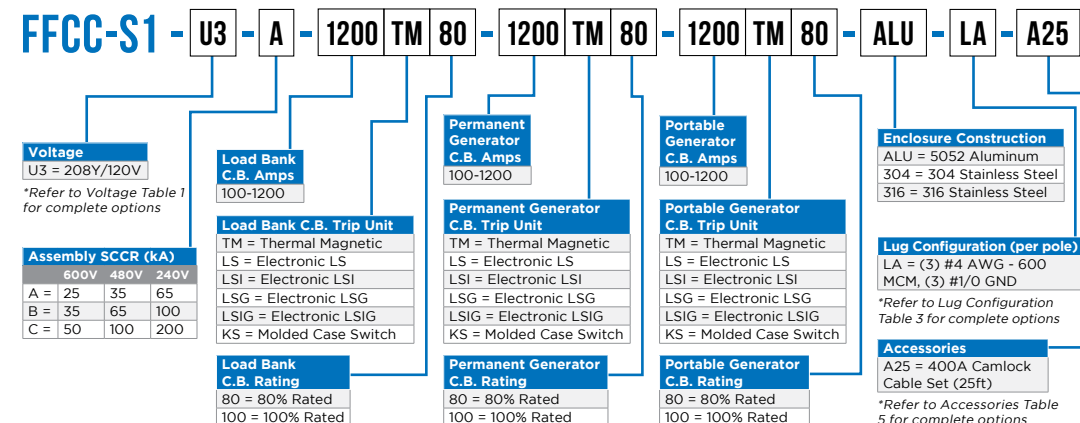 FFCC-S1 - U3 - A - 1200 TM 80 - 1200 TM 80 - 1200 TM 80 - ALU - LA - A25
Voltage
U3 = 208Y/120V
*Refer to Voltage Table 1
for complete options
Assembly SCCR (kA)
600V 480V 240V
A = 25 35 65
B = 35 65 100
C = 50 100 200
Load Bank
C.B. Amps
100-1200
Load Bank C.B. Trip Unit
TM = Thermal Magnetic
LS = Electronic LS
LSI = Electronic LSI
LSG = Electronic LSG
LSIG = Electronic LSIG
KS = Molded Case Switch
Load Bank
C.B. Rating
80 = 80% Rated
100 = 100% Rated
Permanent
Generator
C.B. Amps
100-1200
Permanent Generator
C.B. Trip Unit
TM = Thermal Magnetic
LS = Electronic LS
LSI = Electronic LSI
LSG = Electronic LSG
LSIG = Electronic LSIG
KS = Molded Case Switch
Permanent Generator
C.B. Rating
80 = 80% Rated
100 = 100% Rated
Portable
Generator
C.B. Amps
100-1200
Portable Generator
C.B. Trip Unit
TM = Thermal Magnetic
LS = Electronic LS
LSI = Electronic LSI
LSG = Electronic LSG
LSIG = Electronic LSIG
KS = Molded Case Switch
Portable Generator
C.B. Rating
80 = 80% Rated
100 = 100% Rated
Enclosure Construction
ALU = 5052 Aluminum
304 = 304 Stainless Steel
316 = 316 Stainless Steel
Lug Configuration (per pole)
LA = (3) #4 AWG - 600
MCM, (3) #1/0 GND
*Refer to Lug Configuration
Table 3 for complete options
Accessories
A25 = 400A Camlock
Cable Set (25ft)
*Refer to Accessories Table
5 for complete options